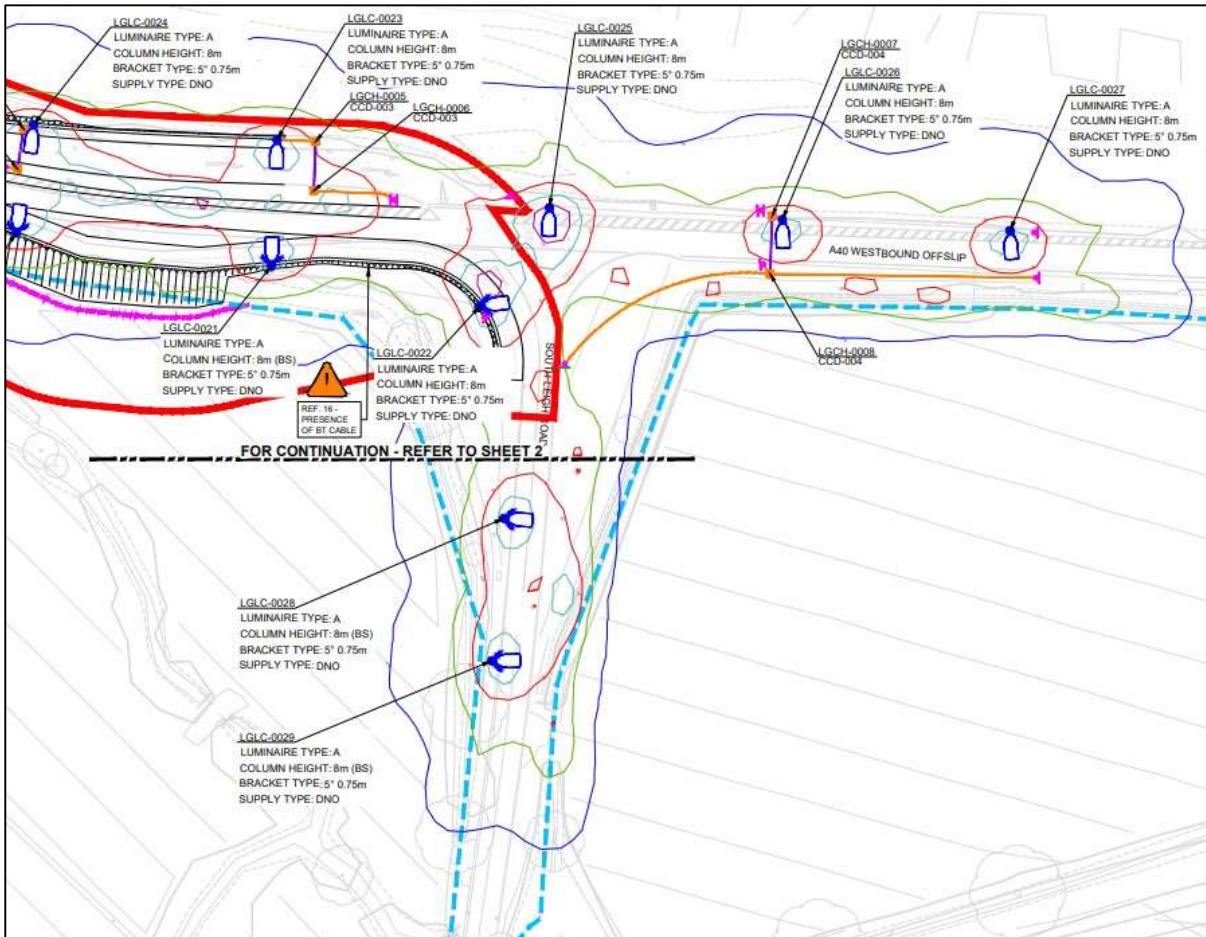 LGLC-0024
LUMINAIRE TYPE: A
COLUMN HEIGHT: 8m
BRACKET TYPE: 5° 0.75m
SUPPLY TYPE: DNO
LGLC-0023
LUMINAIRE TYPE: A
COLUMN HEIGHT: 8m
BRACKET TYPE: 5° 0.75m
SUPPLY TYPE: DNO
LGCH-0005
CCD-003
LGCH-0006
CCD-003
LGLC-0025
LUMINAIRE TYPE: A
COLUMN HEIGHT: 8m
BRACKET TYPE: 5° 0.75m
SUPPLY TYPE: DNO
LGCH-0007
CCD-004
LGLC-0026
LUMINAIRE TYPE: A
COLUMN HEIGHT: 8m
BRACKET TYPE: 5° 0.75m
SUPPLY TYPE: DNO
LGLC-0027
LUMINAIRE TYPE: A
COLUMN HEIGHT: 8m
BRACKET TYPE: 5° 0.75m
SUPPLY TYPE: DNO
A40 WESTBOUND OFFSLIP
LGLC-0021
LUMINAIRE TYPE: A
COLUMN HEIGHT: 8m (BS)
BRACKET TYPE: 5° 0.75m
SUPPLY TYPE: DNO
!
REF. 16 -
PRESENCE
OF BT CABLE
LGLC-0022
LUMINAIRE TYPE: A
COLUMN HEIGHT: 8m
BRACKET TYPE: 5° 0.75m
SUPPLY TYPE: DNO
SOUTH LEIGH ROAD
LGCH-0008
CCD-004
FOR CONTINUATION - REFER TO SHEET 2
LGLC-0028
LUMINAIRE TYPE: A
COLUMN HEIGHT: 8m (BS)
BRACKET TYPE: 5° 0.75m
SUPPLY TYPE: DNO
LGLC-0029
LUMINAIRE TYPE: A
COLUMN HEIGHT: 8m (BS)
BRACKET TYPE: 5° 0.75m
SUPPLY TYPE: DNO